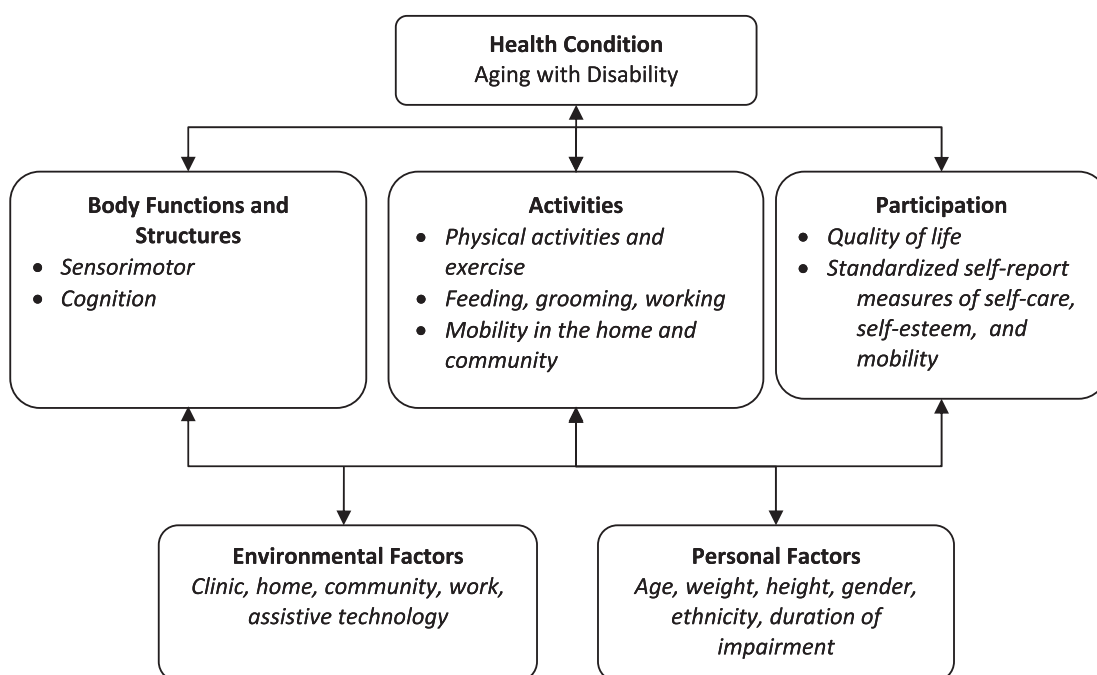 Health Condition
Aging with Disability
Body Functions and
Structures
• Sensorimotor
• Cognition
Activities
• Physical activities and
exercise
• Feeding, grooming, working
• Mobility in the home and
community
Participation
• Quality of life
• Standardized self-report
measures of self-care,
self-esteem, and
mobility
Environmental Factors
Clinic, home, community, work,
assistive technology
Personal Factors
Age, weight, height, gender,
ethnicity, duration of
impairment